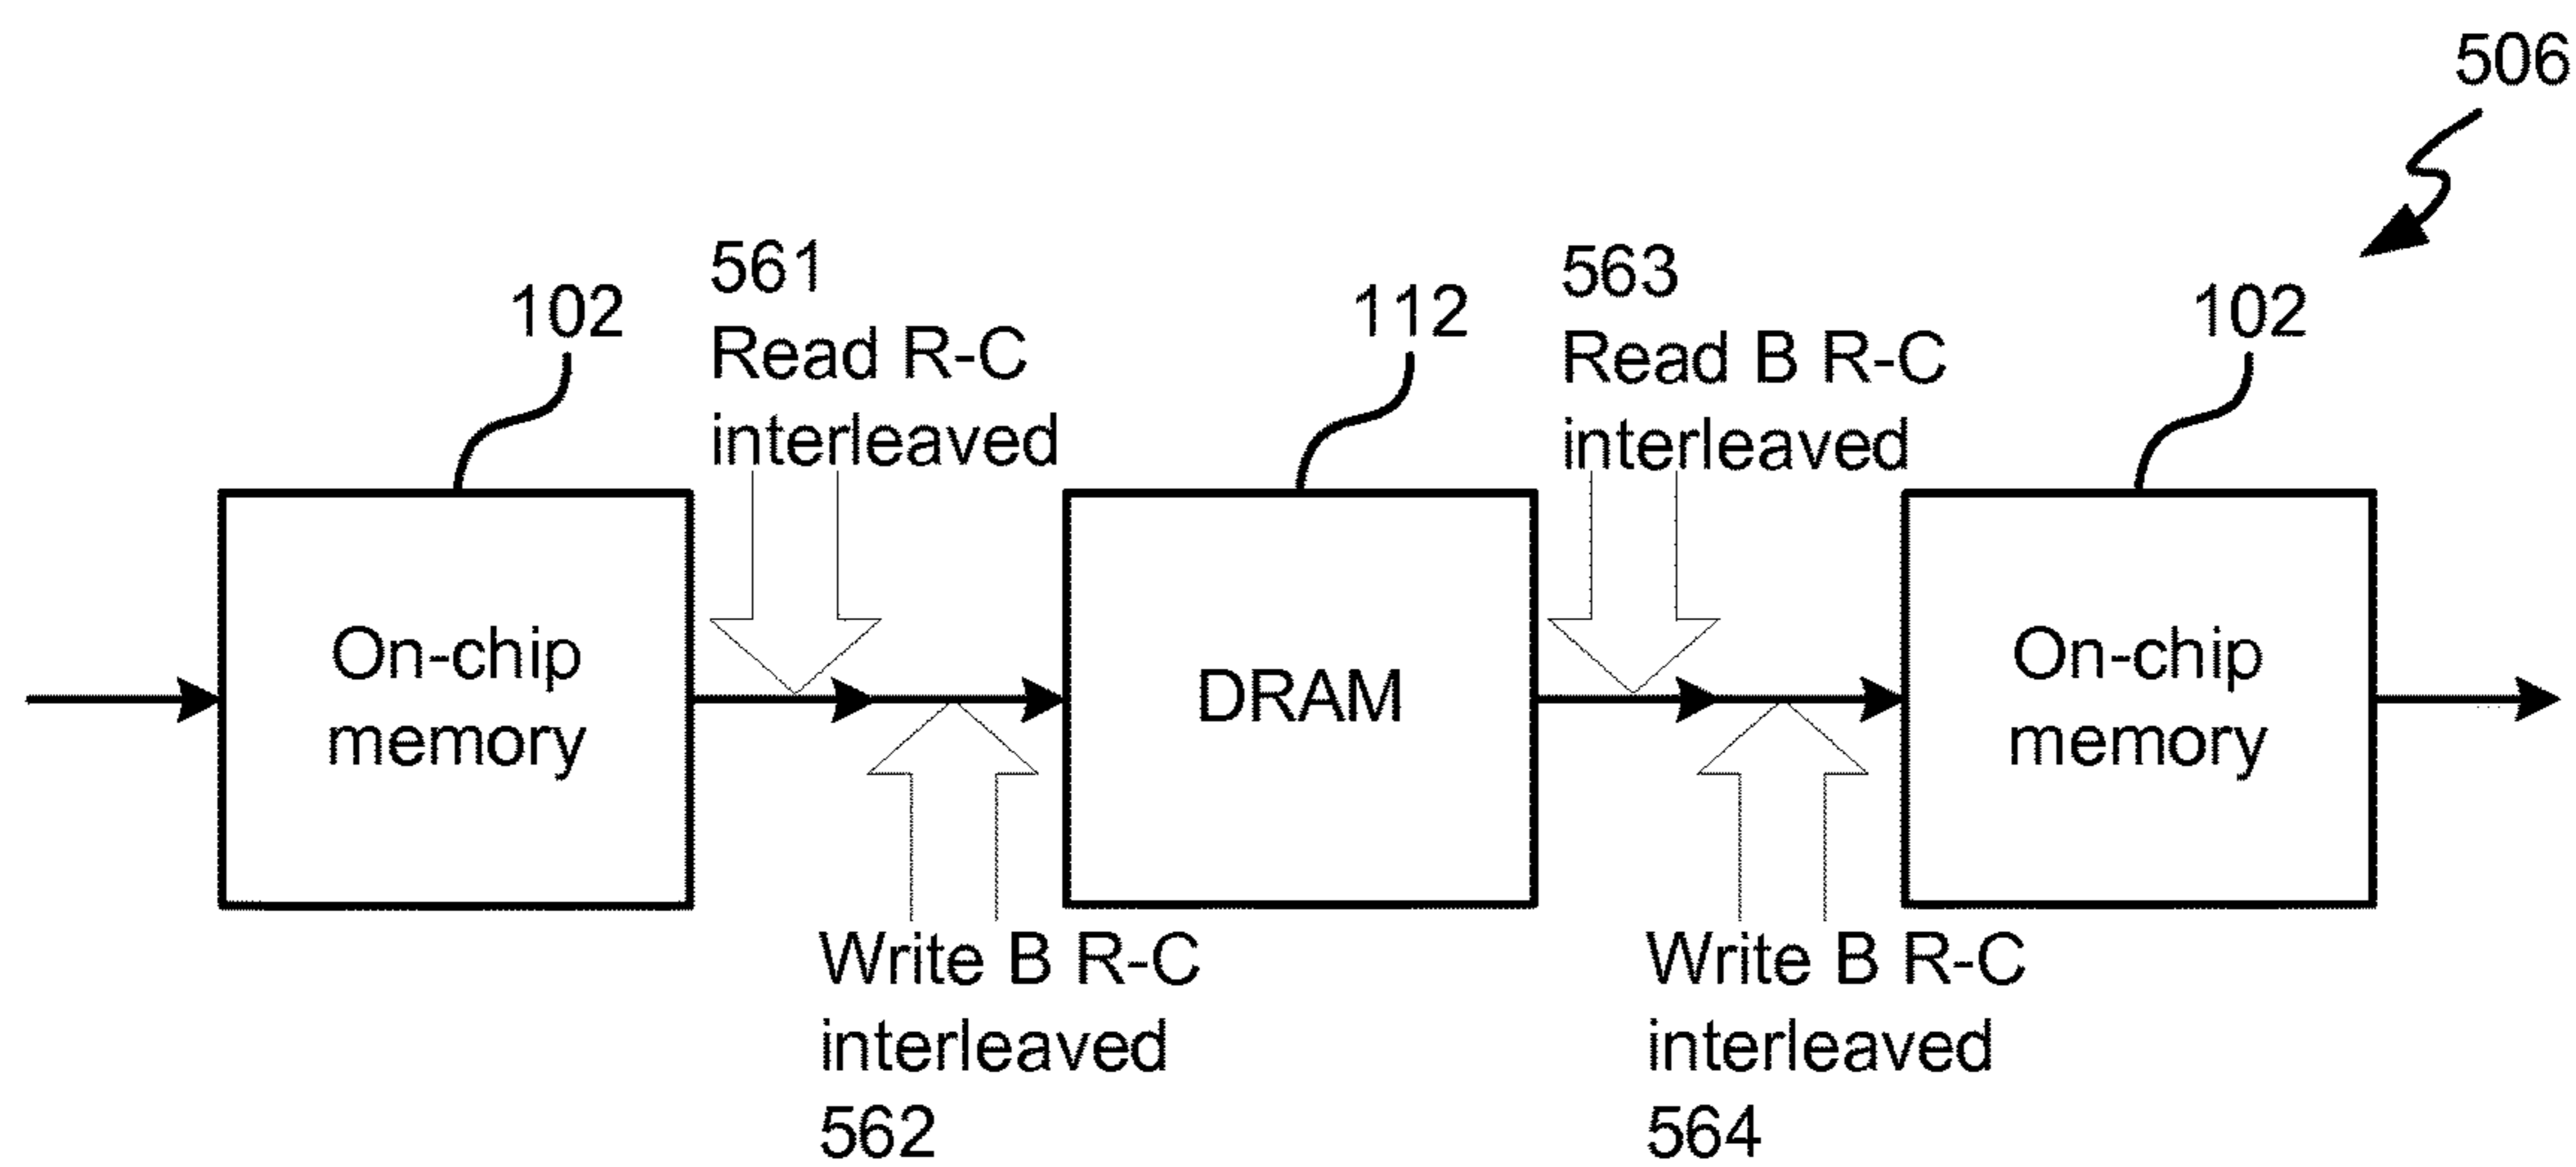 506
561
Read R-C
interleaved
563
Read B R-C
interleaved
102
112
102
On-chip
memory
DRAM
On-chip
memory
Write B R-C
interleaved
562
Write B R-C
interleaved
564